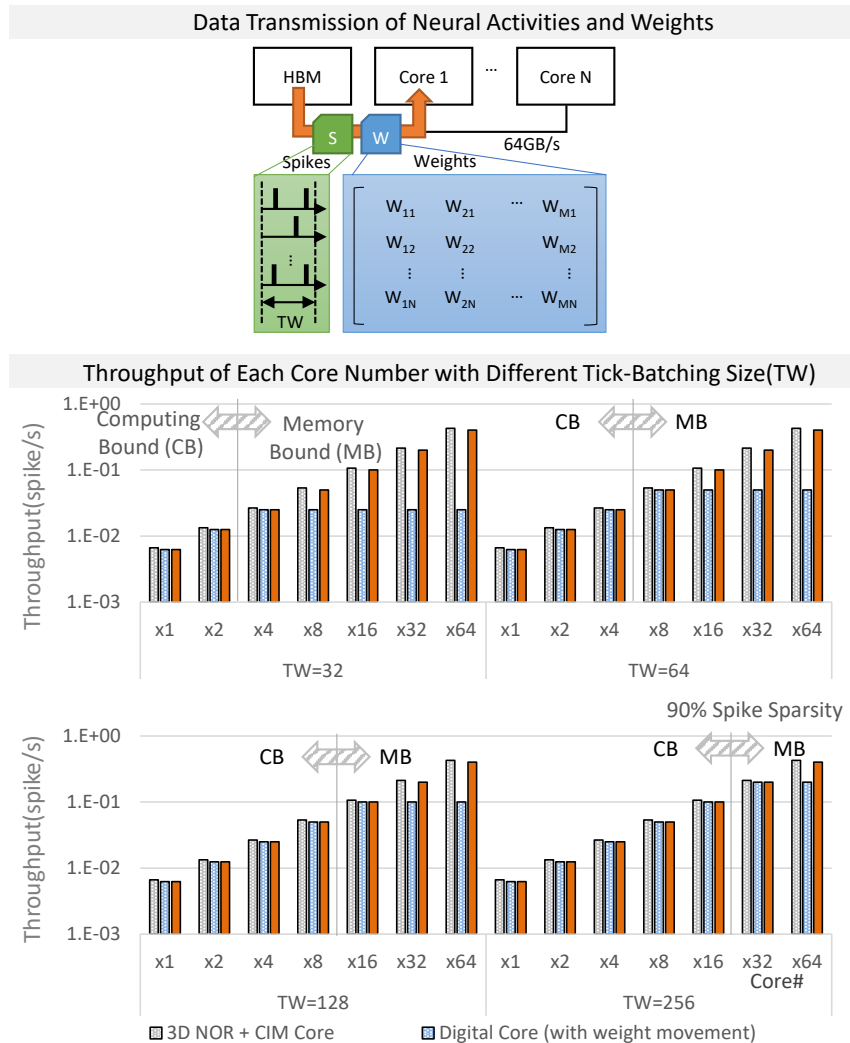 Data Transmission of Neural Activities and Weights
HBM
Core 1
...
Core N
S
W
64GB/s
Spikes
Weights
W11 W21 ... WM1
W12 W22 WM2
⋮ ⋮ ⋮
W1N W2N ... WMN
TW
Throughput of Each Core Number with Different Tick-Batching Size(TW)
Throughput(spike/s)
1.E+00
1.E-01
1.E-02
1.E-03
Computing
Bound (CB)
Memory
Bound (MB)
CB
MB
x1 x2 x4 x8 x16 x32 x64 x1 x2 x4 x8 x16 x32 x64
TW=32 TW=64
90% Spike Sparsity
Throughput(spike/s)
1.E+00
1.E-01
1.E-02
1.E-03
CB
MB
CB
MB
x1 x2 x4 x8 x16 x32 x64 x1 x2 x4 x8 x16 x32 x64
Core#
TW=128 TW=256
3D NOR + CIM Core
Digital Core (with weight movement)